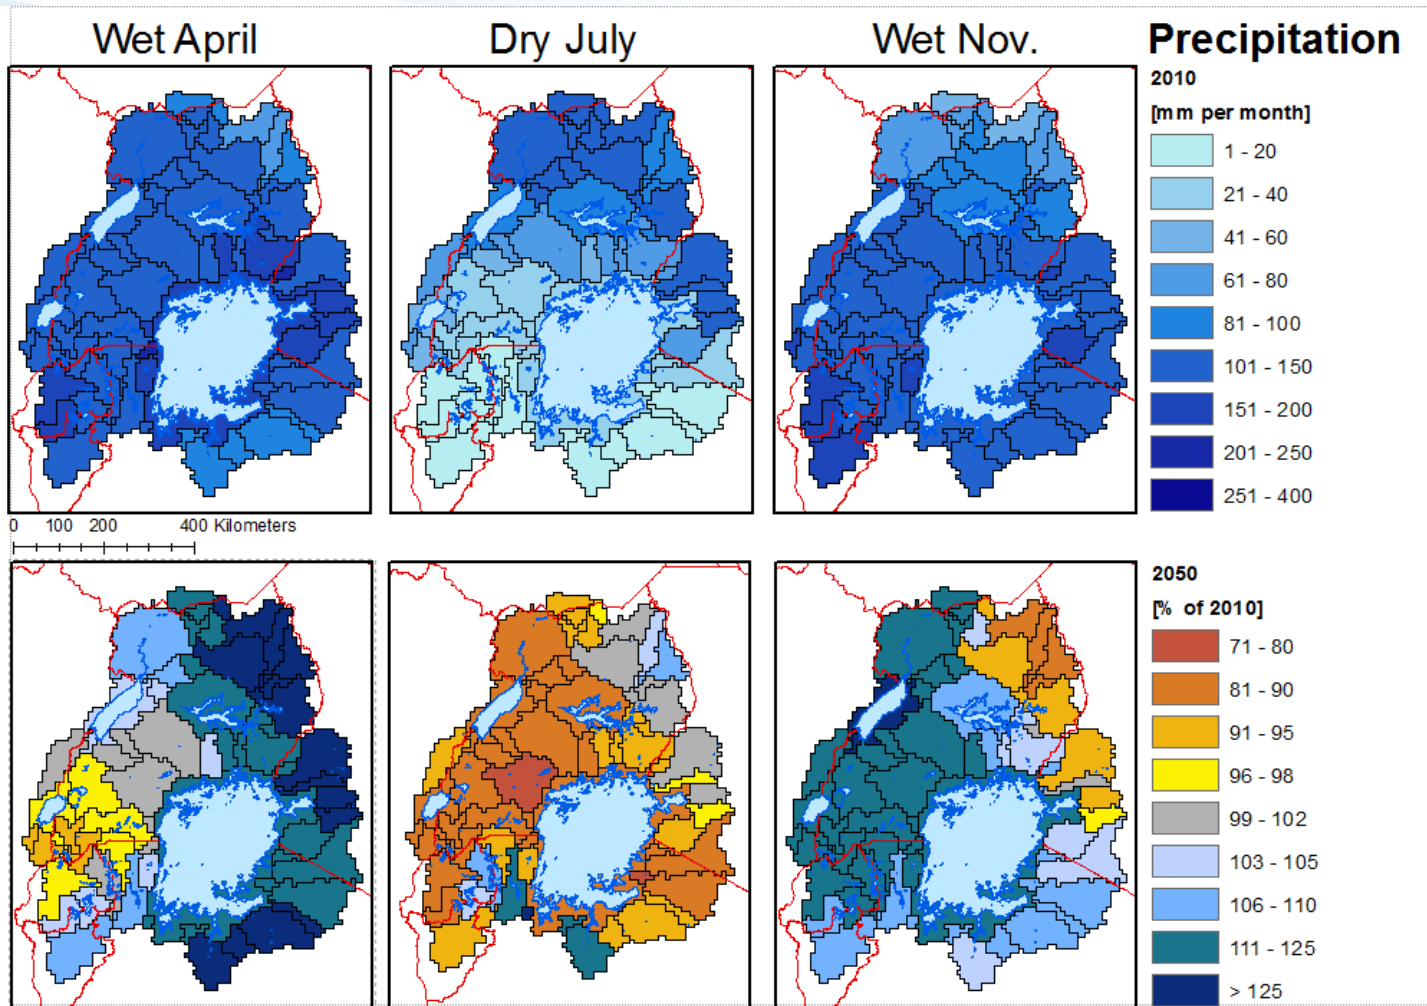 Wet April
Dry July
Wet Nov.
Precipitation
2010
[mm per month]
1 - 20
21 - 40
41 - 60
61 - 80
81 - 100
101 - 150
151 - 200
201 - 250
251 - 400
0 100 200 400 Kilometers
2050
[% of 2010]
71 - 80
81 - 90
91 - 95
96 - 98
99 - 102
103 - 105
106 - 110
111 - 125
> 125